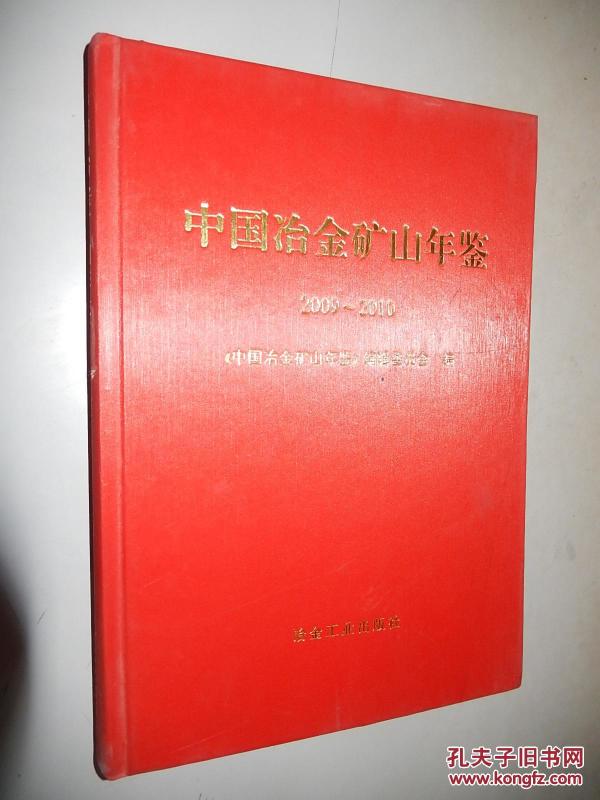 中国冶金矿山年鉴
2009~2010
《中国冶金矿山年鉴》编辑委员会 编
冶金工业出版社
孔夫子旧书网
www.kongfz.com